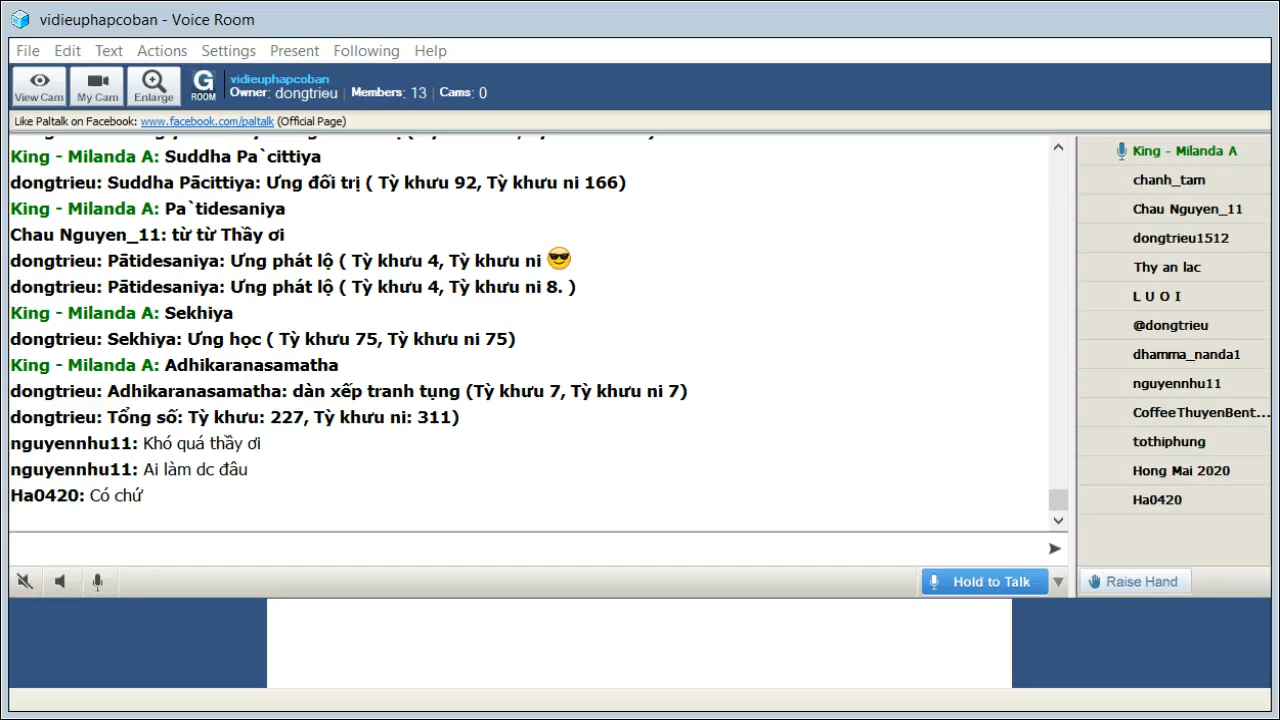 vidieuphapcoban - Voice Room
File Edit Text Actions Settings Present Following Help
View Cam My Cam Enlarge G ROOM
vidieuphapcoban
Owner: dongtrieu | Members: 13 | Cams: 0
Like Paltalk on Facebook: www.facebook.com/paltalk (Official Page)
King - Milanda A: Suddha Pa`cittiya
dongtrieu: Suddha Pācittiya: Ưng đối trị ( Tỳ khưu 92, Tỳ khưu ni 166)
King - Milanda A: Pa`tidesaniya
Chau Nguyen_11: từ từ Thầy ơi
dongtrieu: Pātidesaniya: Ưng phát lộ ( Tỳ khưu 4, Tỳ khưu ni 😎
dongtrieu: Pātidesaniya: Ưng phát lộ ( Tỳ khưu 4, Tỳ khưu ni 8. )
King - Milanda A: Sekhiya
dongtrieu: Sekhiya: Ưng học ( Tỳ khưu 75, Tỳ khưu ni 75)
King - Milanda A: Adhikaranasamatha
dongtrieu: Adhikaranasamatha: dàn xếp tranh tụng (Tỳ khưu 7, Tỳ khưu ni 7)
dongtrieu: Tổng số: Tỳ khưu: 227, Tỳ khưu ni: 311)
nguyennhu11: Khó quá thầy ơi
nguyennhu11: Ai làm dc đâu
Ha0420: Có chứ
King - Milanda A
chanh_tam
Chau Nguyen_11
dongtrieu1512
Thy an lac
L U O I
@dongtrieu
dhamma_nanda1
nguyennhu11
CoffeeThuyenBent...
tothiphung
Hong Mai 2020
Ha0420
Hold to Talk
Raise Hand